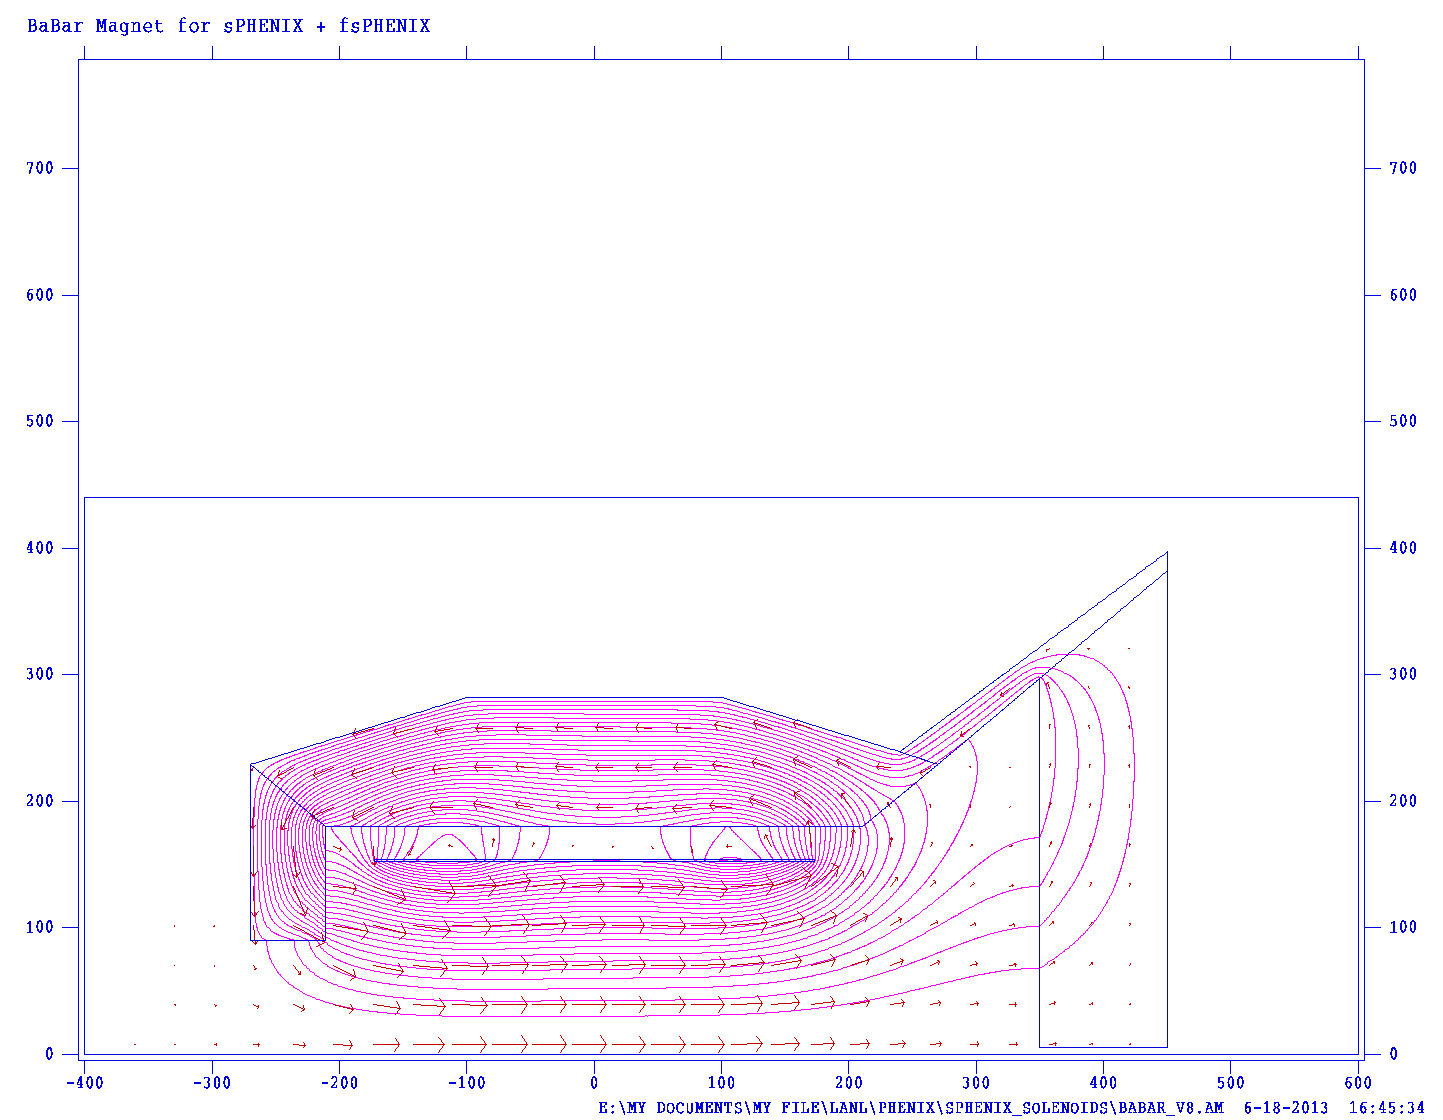 BaBar Magnet for sPHENIX + fsPHENIX
700 700
600 600
500 500
400 400
300 300
200 200
100 100
0 0
-400 -300 -200 -100 0 100 200 300 400 500 600
E:\MY DOCUMENTS\MY FILE\LANL\PHENIX\SPHENIX_SOLENOIDS\BABAR_V8.AM 6-18-2013 16:45:34